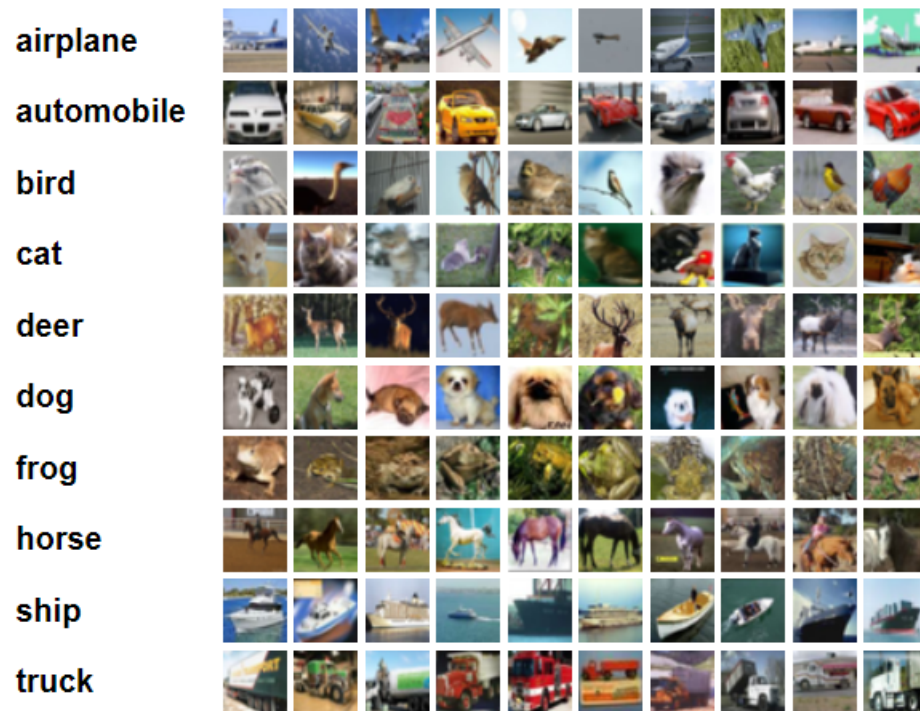 airplane
automobile
bird
cat
deer
dog
frog
horse
ship
truck